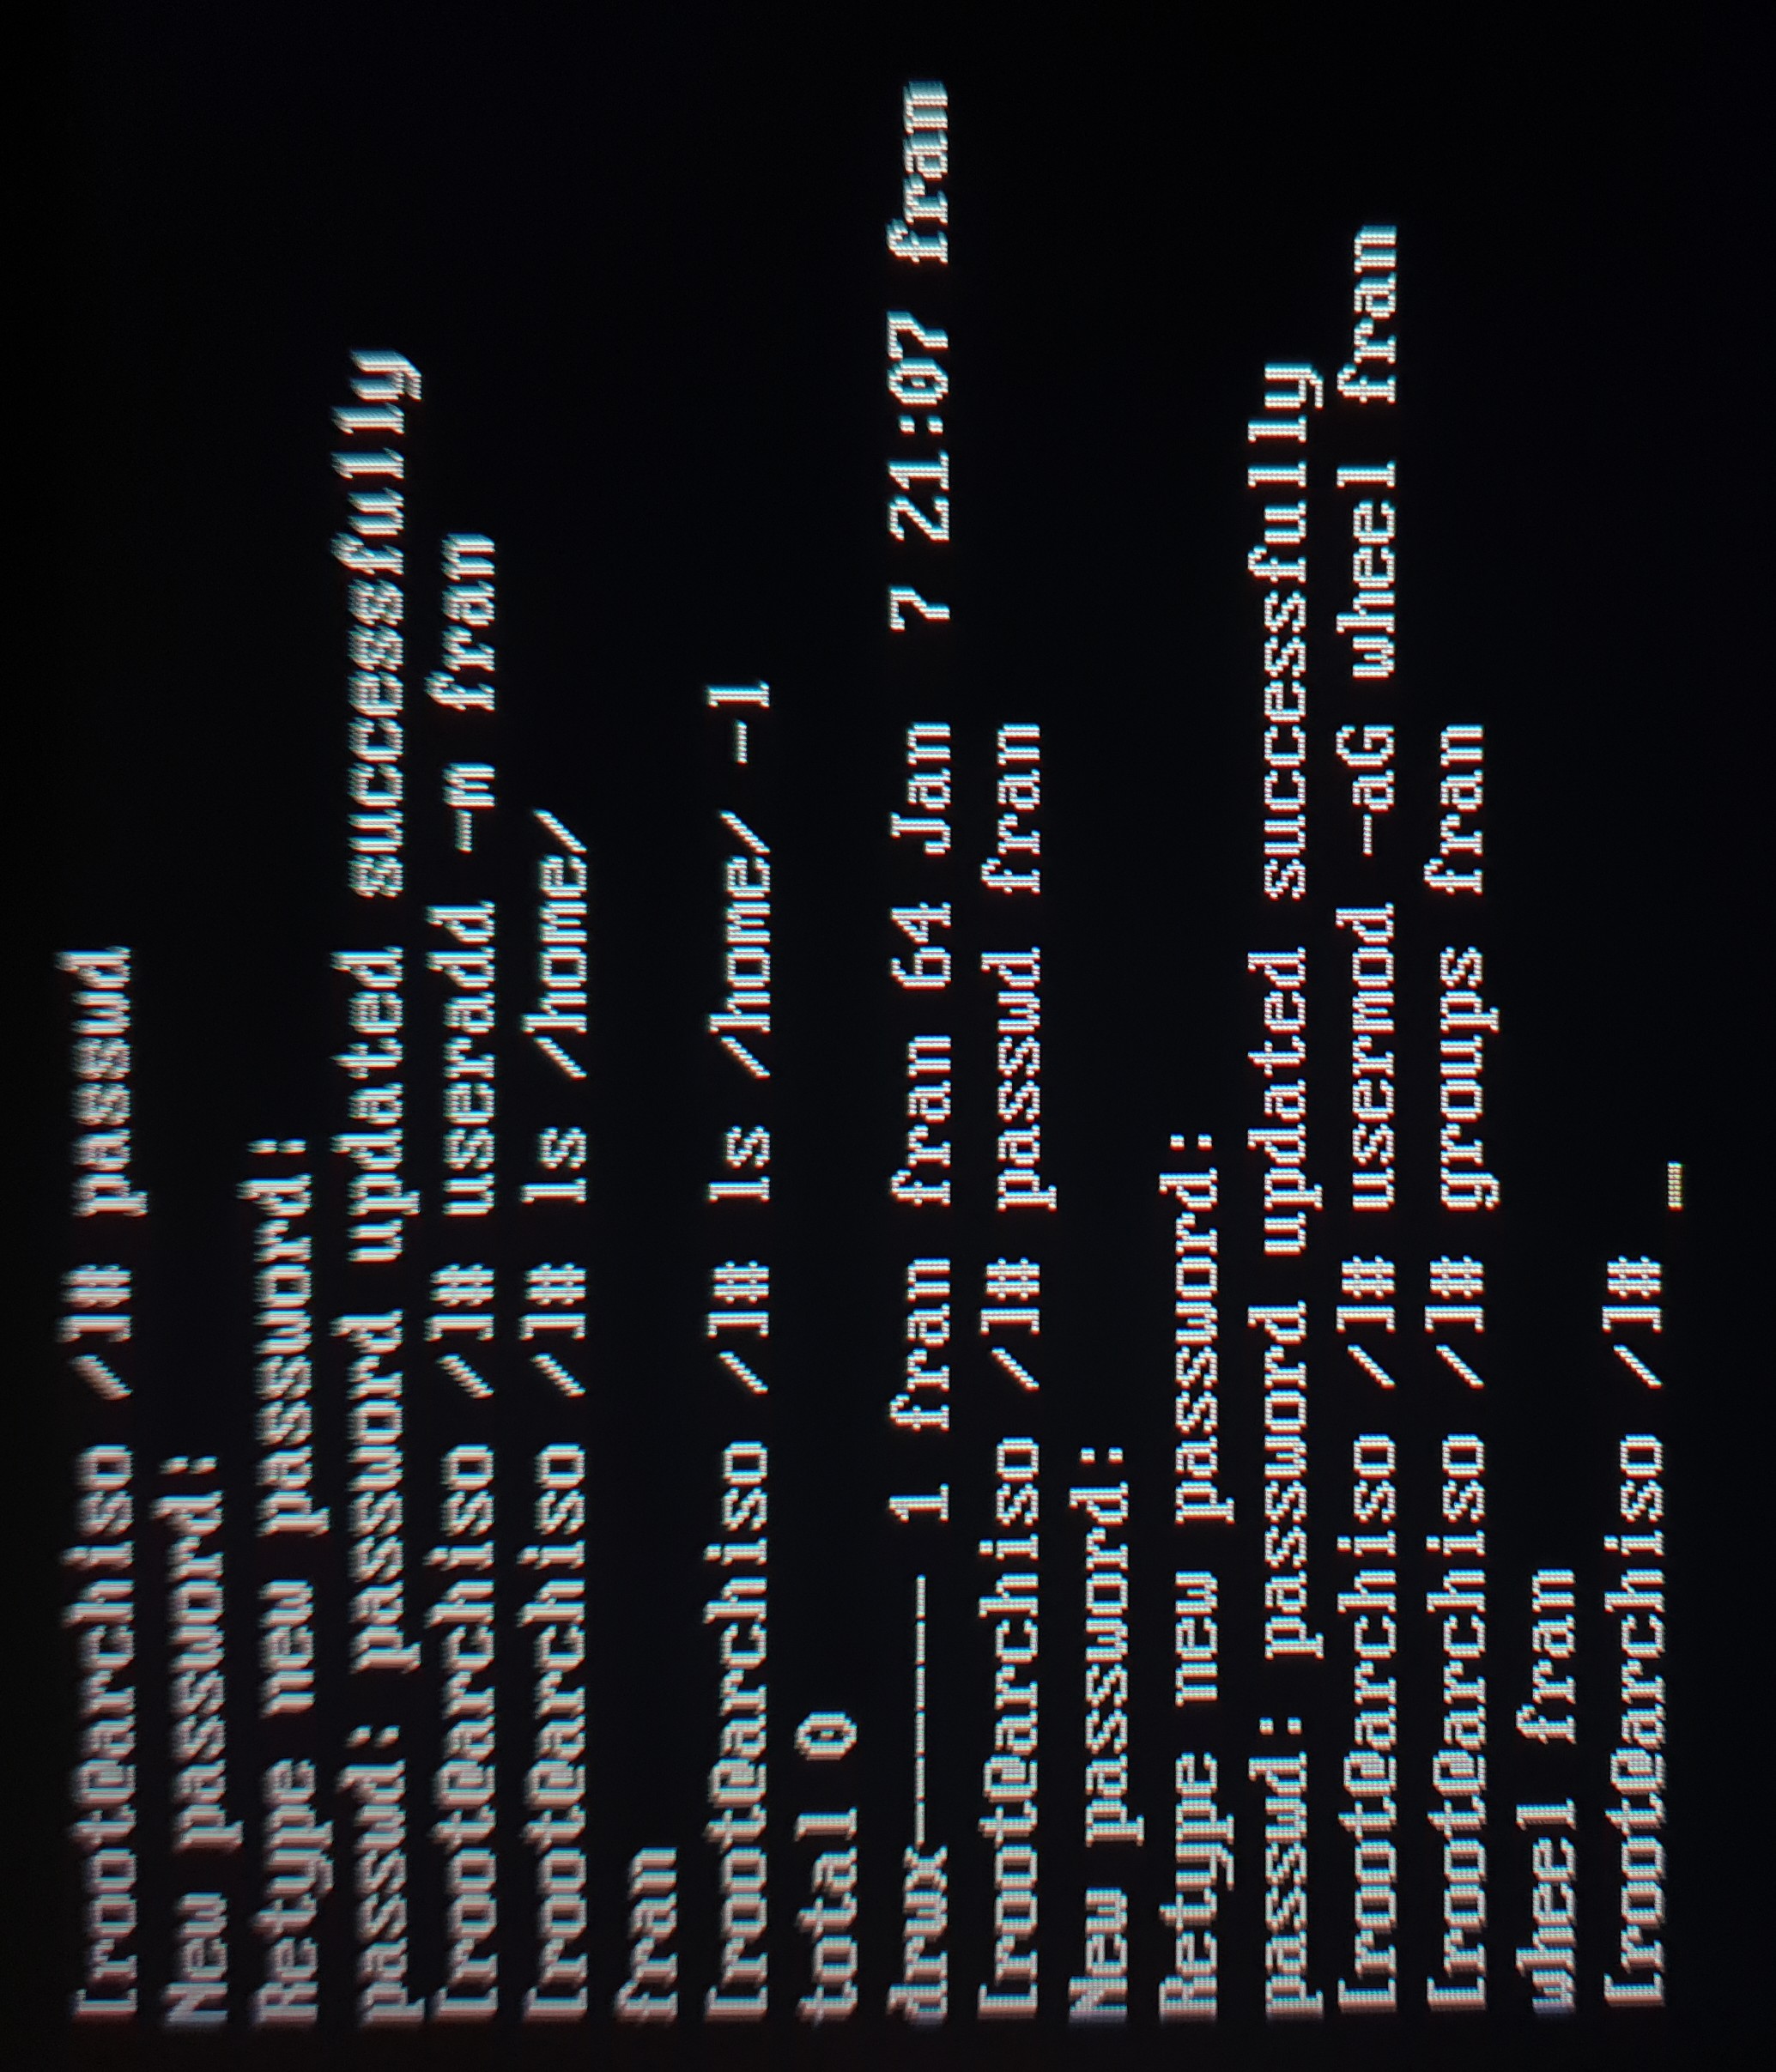 [root@archiso /]# passwd
New password:
Retype new password:
passwd: password updated successfully
[root@archiso /]# useradd -m fran
[root@archiso /]# ls /home/
fran
[root@archiso /]# ls /home/ -l
total 0
drwx------ 1 fran fran 64 Jan  7 21:07 fran
[root@archiso /]# passwd fran
New password:
Retype new password:
passwd: password updated successfully
[root@archiso /]# usermod -aG wheel fran
[root@archiso /]# groups fran
wheel fran
[root@archiso /]# _